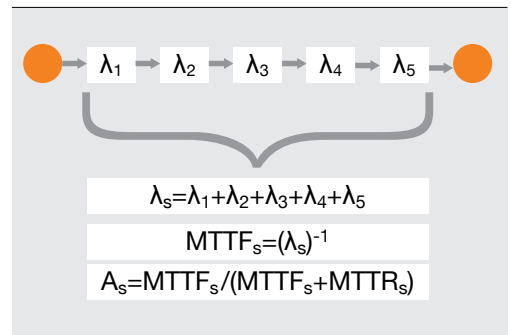 λ₁ λ₂ λ₃ λ₄ λ₅
λₛ=λ₁+λ₂+λ₃+λ₄+λ₅
MTTFₛ=(λₛ)⁻¹
Aₛ=MTTFₛ/(MTTFₛ+MTTRₛ)